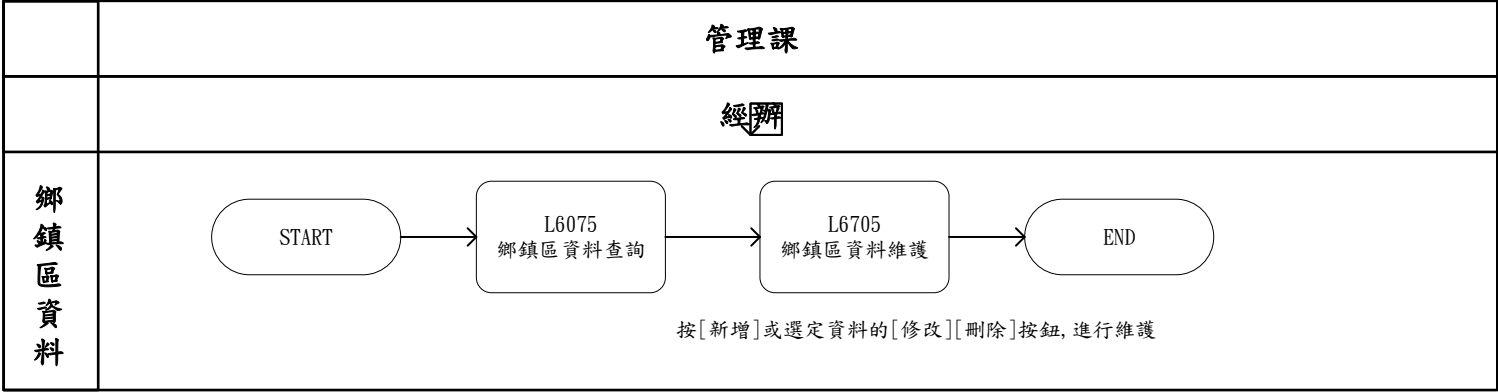 管理課
經辦
鄉鎮區資料
START
L6075
鄉鎮區資料查詢
L6705
鄉鎮區資料維護
END
按[新增]或選定資料的[修改][刪除]按鈕,進行維護